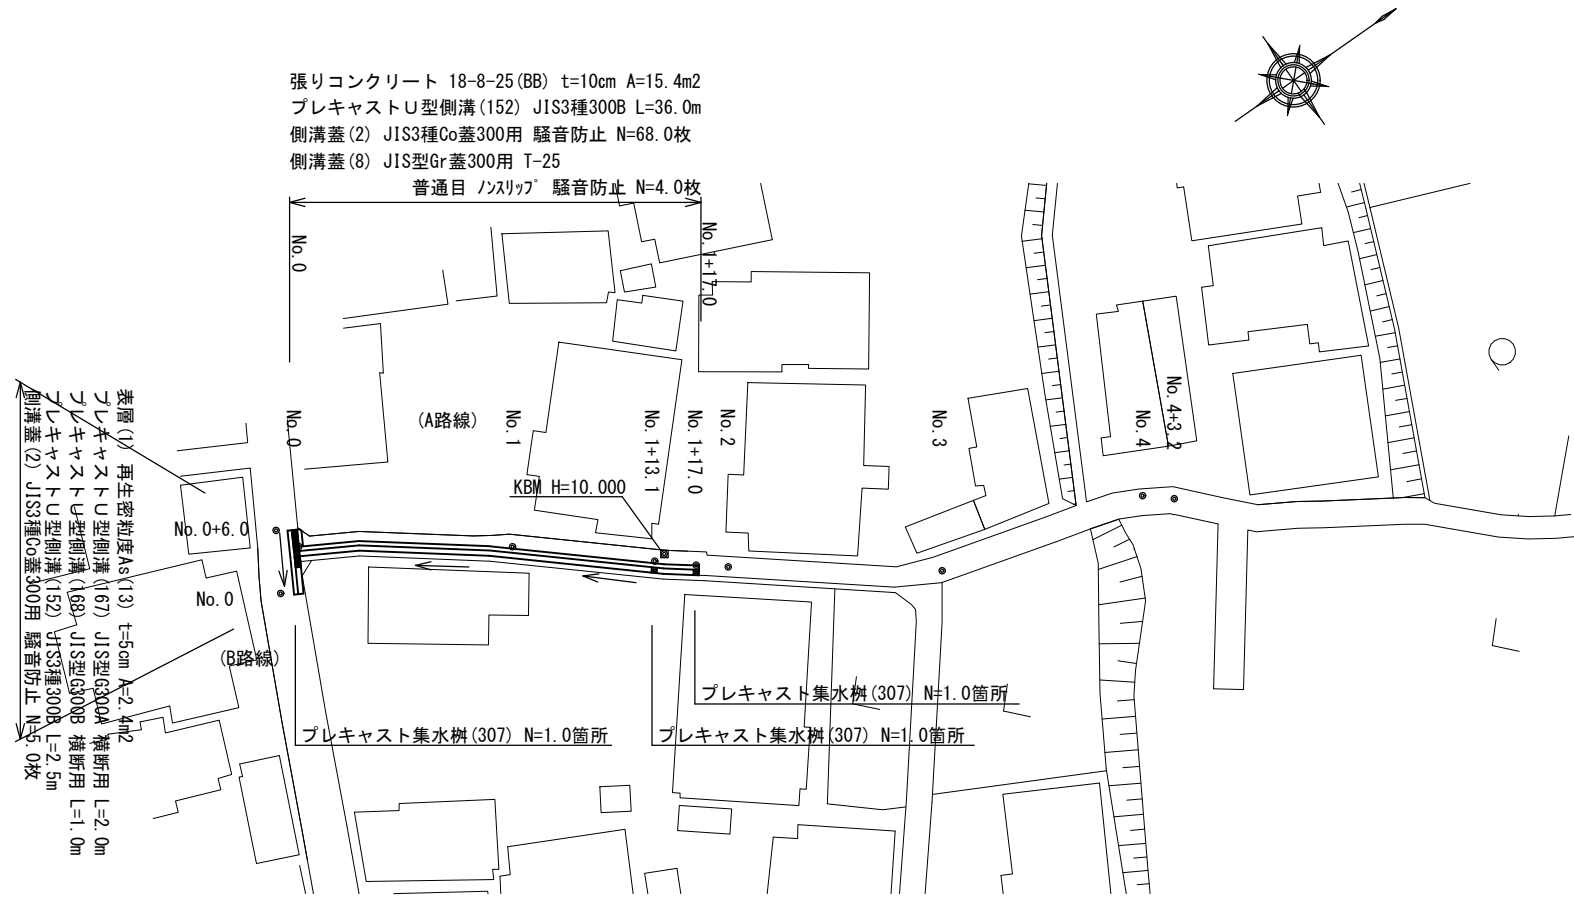 張りコンクリート 18-8-25(BB) t=10cm A=15.4m2
プレキャストU型側溝(152) JIS3種300B L=36.0m
側溝蓋(2) JIS3種Co蓋300用 騒音防止 N=68.0枚
側溝蓋(8) JIS型Gr蓋300用 T-25
普通目 ﾉﾝｽﾘｯﾌﾟ 騒音防止 N=4.0枚
No.0
No.1+17.0
表層(1) 再生密粒度As(13) t=5cm A=2.4m2
プレキャストU型側溝(167) JIS型G300A 横断用 L=2.0m
プレキャストU型側溝(168) JIS型G300B 横断用 L=1.0m
プレキャストU型側溝(152) JIS3種300B L=2.5m
側溝蓋(2) JIS3種Co蓋300用 騒音防止 N=5.0枚
No.0
(A路線)
No.1
No.1+13.1
No.1+17.0
No.2
No.3
No.4
No.4+3.2
KBM H=10.000
No.0+6.0
No.0
(B路線)
プレキャスト集水桝(307) N=1.0箇所
プレキャスト集水桝(307) N=1.0箇所
プレキャスト集水桝(307) N=1.0箇所